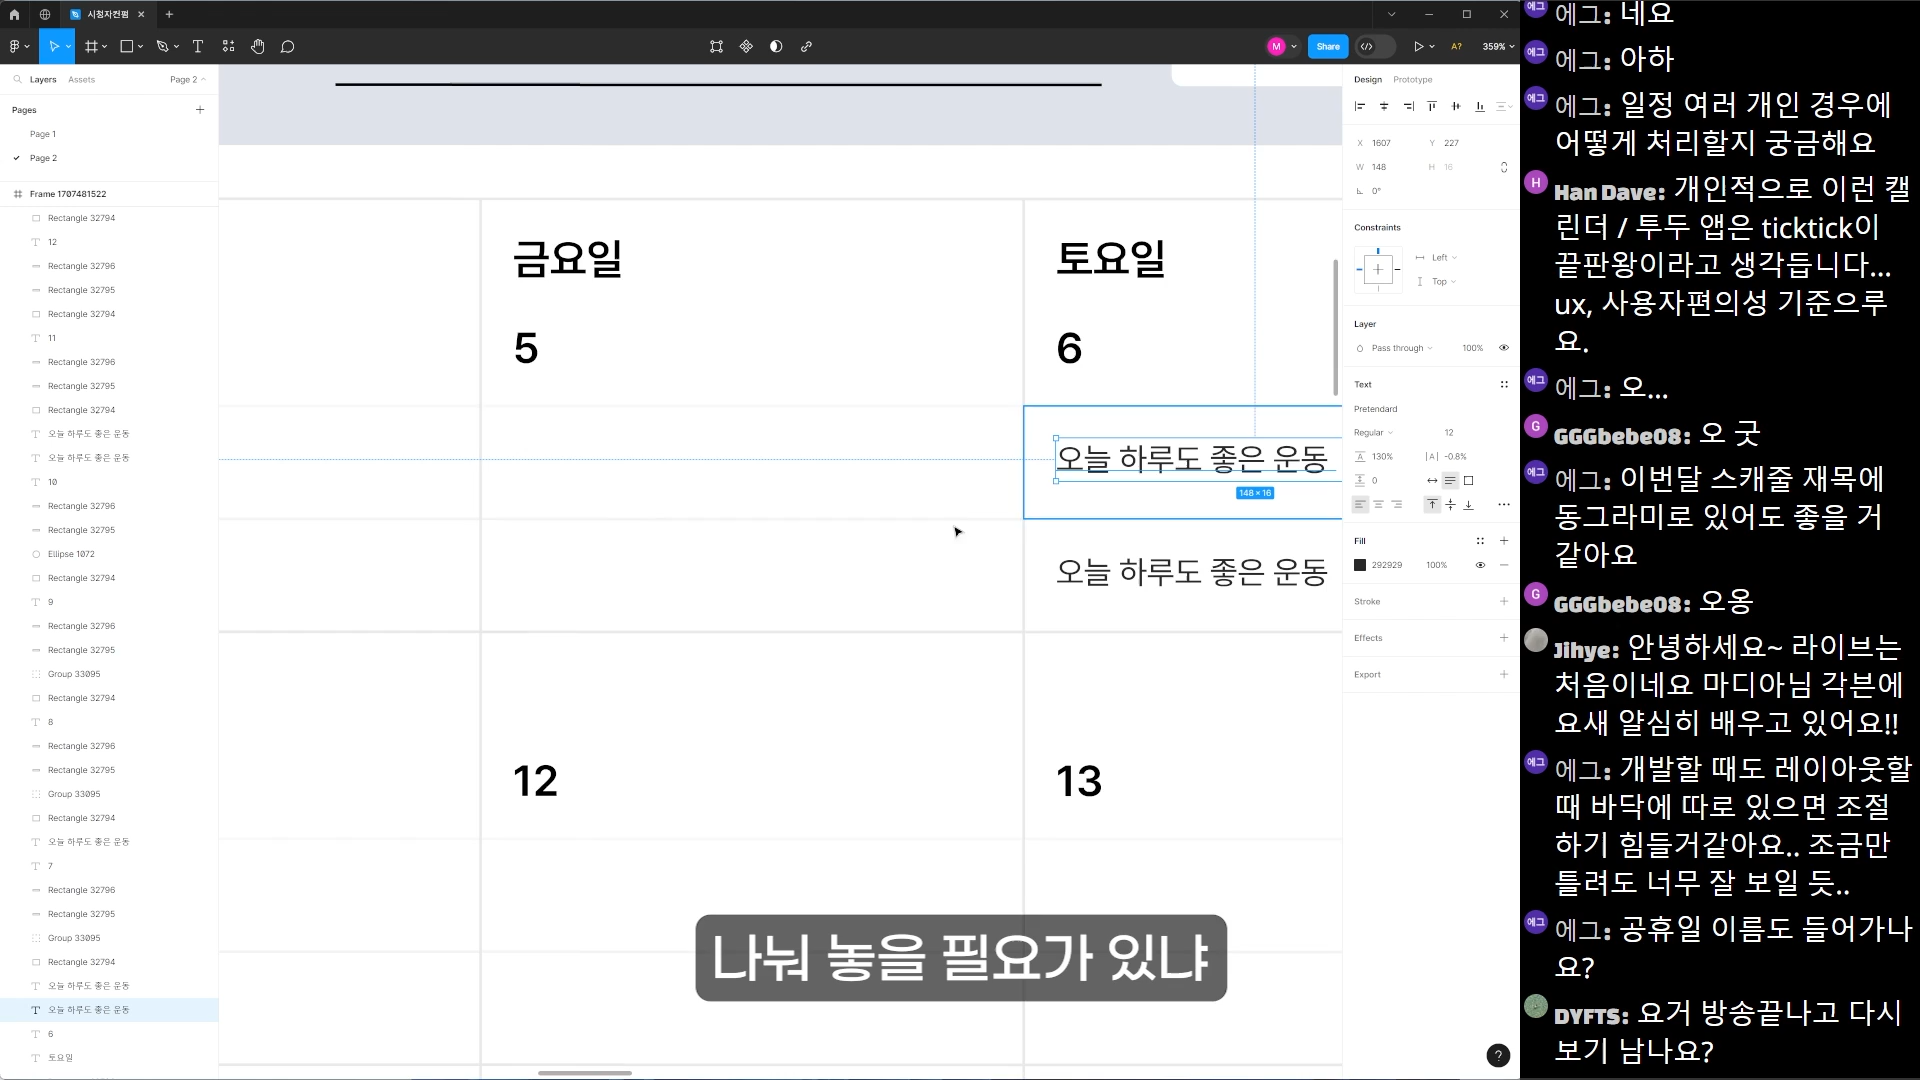 시청자컨펌
Share
A?
359%
Layers
Assets
Page 2
Pages
Page 1
Page 2
Frame 1707481522
Rectangle 32794
12
Rectangle 32796
Rectangle 32795
Rectangle 32794
11
Rectangle 32796
Rectangle 32795
Rectangle 32794
오늘 하루도 좋은 운동
오늘 하루도 좋은 운동
10
Rectangle 32796
Rectangle 32795
Ellipse 1072
Rectangle 32794
9
Rectangle 32796
Rectangle 32795
Group 33095
Rectangle 32794
8
Rectangle 32796
Rectangle 32795
Group 33095
Rectangle 32794
오늘 하루도 좋은 운동
7
Rectangle 32796
Rectangle 32795
Group 33095
Rectangle 32794
오늘 하루도 좋은 운동
오늘 하루도 좋은 운동
6
토요일
금요일
토요일
5
6
오늘 하루도 좋은 운동
148 × 16
오늘 하루도 좋은 운동
12
13
나눠 놓을 필요가 있냐
M
Design
Prototype
X 1607
Y 227
W 148
H 16
0°
Constraints
Left
Top
Layer
Pass through
100%
Text
Pretendard
Regular
12
130%
-0.8%
0
Fill
292929
100%
Stroke
Effects
Export
?
에그: 네요
에그: 아하
에그: 일정 여러 개인 경우에
어떻게 처리할지 궁금해요
H
Han Dave: 개인적으로 이런 캘
린더 / 투두 앱은 ticktick이
끝판왕이라고 생각듭니다...
ux, 사용자편의성 기준으루
요.
에그: 오...
G
GGGbebe08: 오 굿
에그: 이번달 스캐줄 재목에
동그라미로 있어도 좋을 거
같아요
G
GGGbebe08: 오옹
Jihye: 안녕하세요~ 라이브는
처음이네요 마디아님 각븐에
요새 얄심히 배우고 있어요!!
에그: 개발할 때도 레이아웃할
때 바닥에 따로 있으면 조절
하기 힘들거같아요.. 조금만
틀려도 너무 잘 보일 듯..
에그: 공휴일 이름도 들어가나
요?
DYFTS: 요거 방송끝나고 다시
보기 남나요?